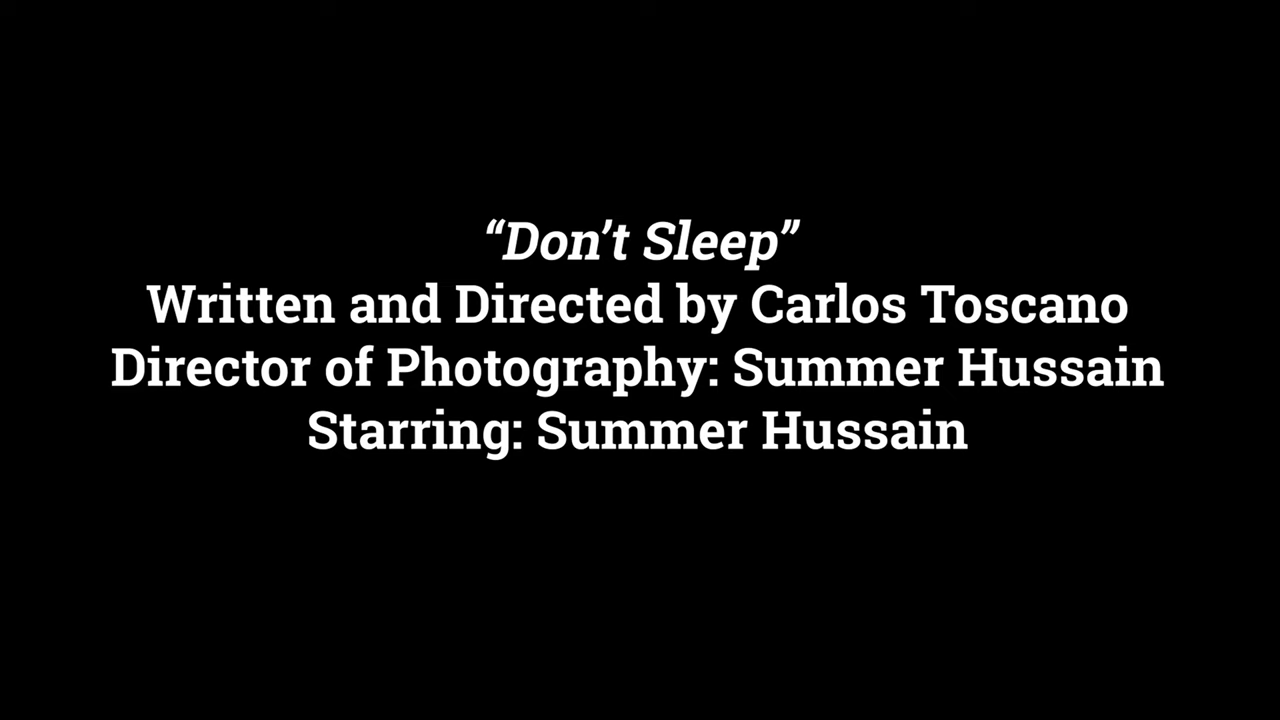 “Don’t Sleep”
Written and Directed by Carlos Toscano
Director of Photography: Summer Hussain
Starring: Summer Hussain